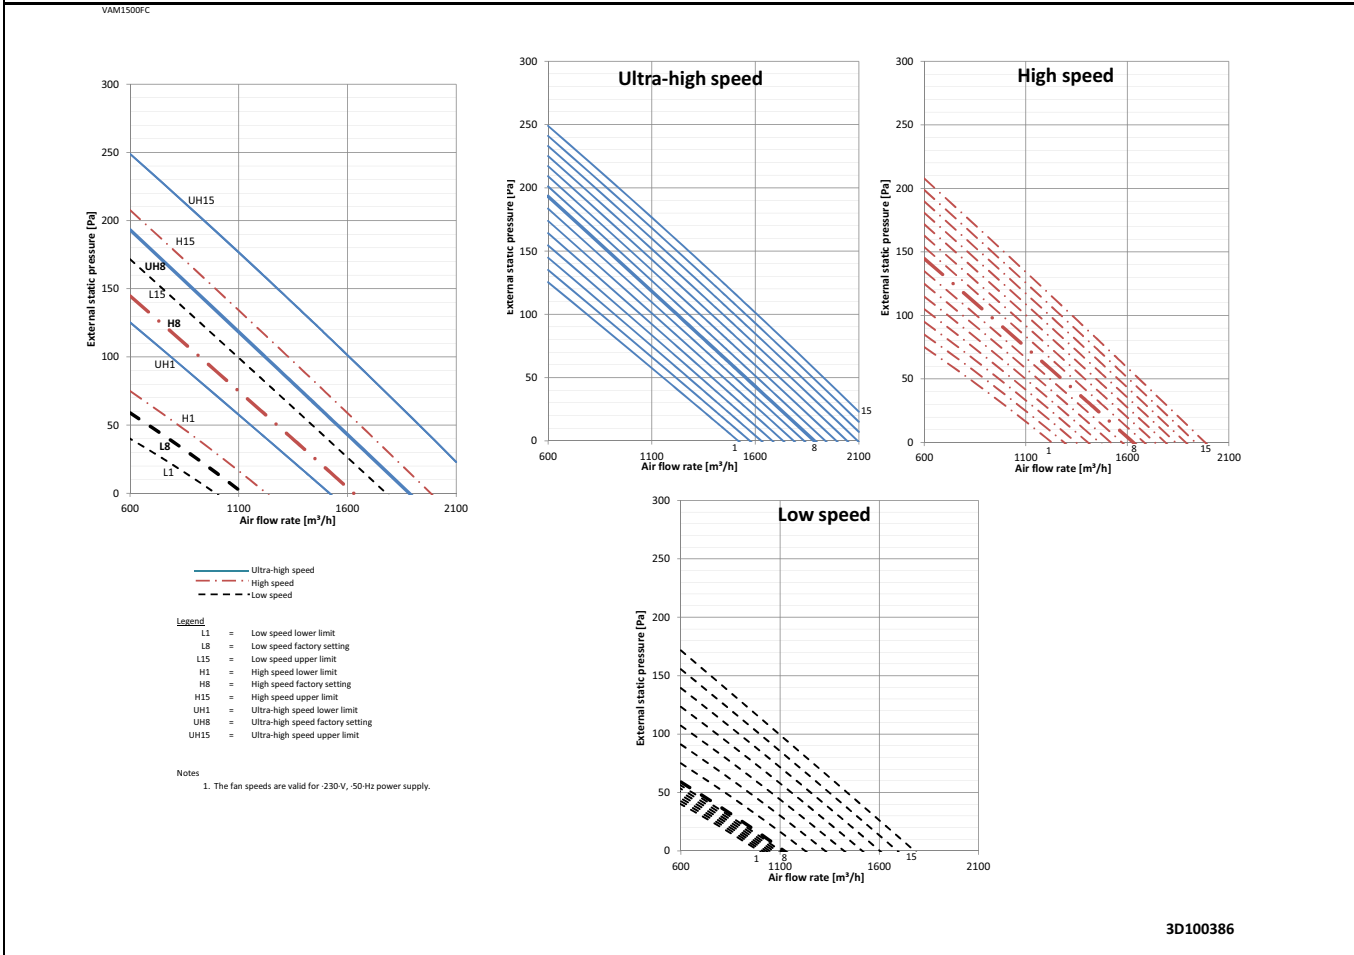 VAM1500FC
300
250
200
150
100
50
0
600
1100
1600
2100
External static pressure [Pa]
Air flow rate [m³/h]
UH15
H15
UH8
L15
H8
UH1
H1
L8
L1
Ultra-high speed
300
250
200
150
100
50
0
600
1100
1600
2100
External static pressure [Pa]
Air flow rate [m³/h]
1
8
15
High speed
300
250
200
150
100
50
0
600
1100
1600
2100
External static pressure [Pa]
Air flow rate [m³/h]
1
8
15
Low speed
300
250
200
150
100
50
0
600
1100
1600
2100
External static pressure [Pa]
Air flow rate [m³/h]
1
8
15
Ultra-high speed
High speed
Low speed
Legend
L1 = Low speed lower limit
L8 = Low speed factory setting
L15 = Low speed upper limit
H1 = High speed lower limit
H8 = High speed factory setting
H15 = High speed upper limit
UH1 = Ultra-high speed lower limit
UH8 = Ultra-high speed factory setting
UH15 = Ultra-high speed upper limit
Notes
1. The fan speeds are valid for ·230·V, ·50·Hz power supply.
3D100386